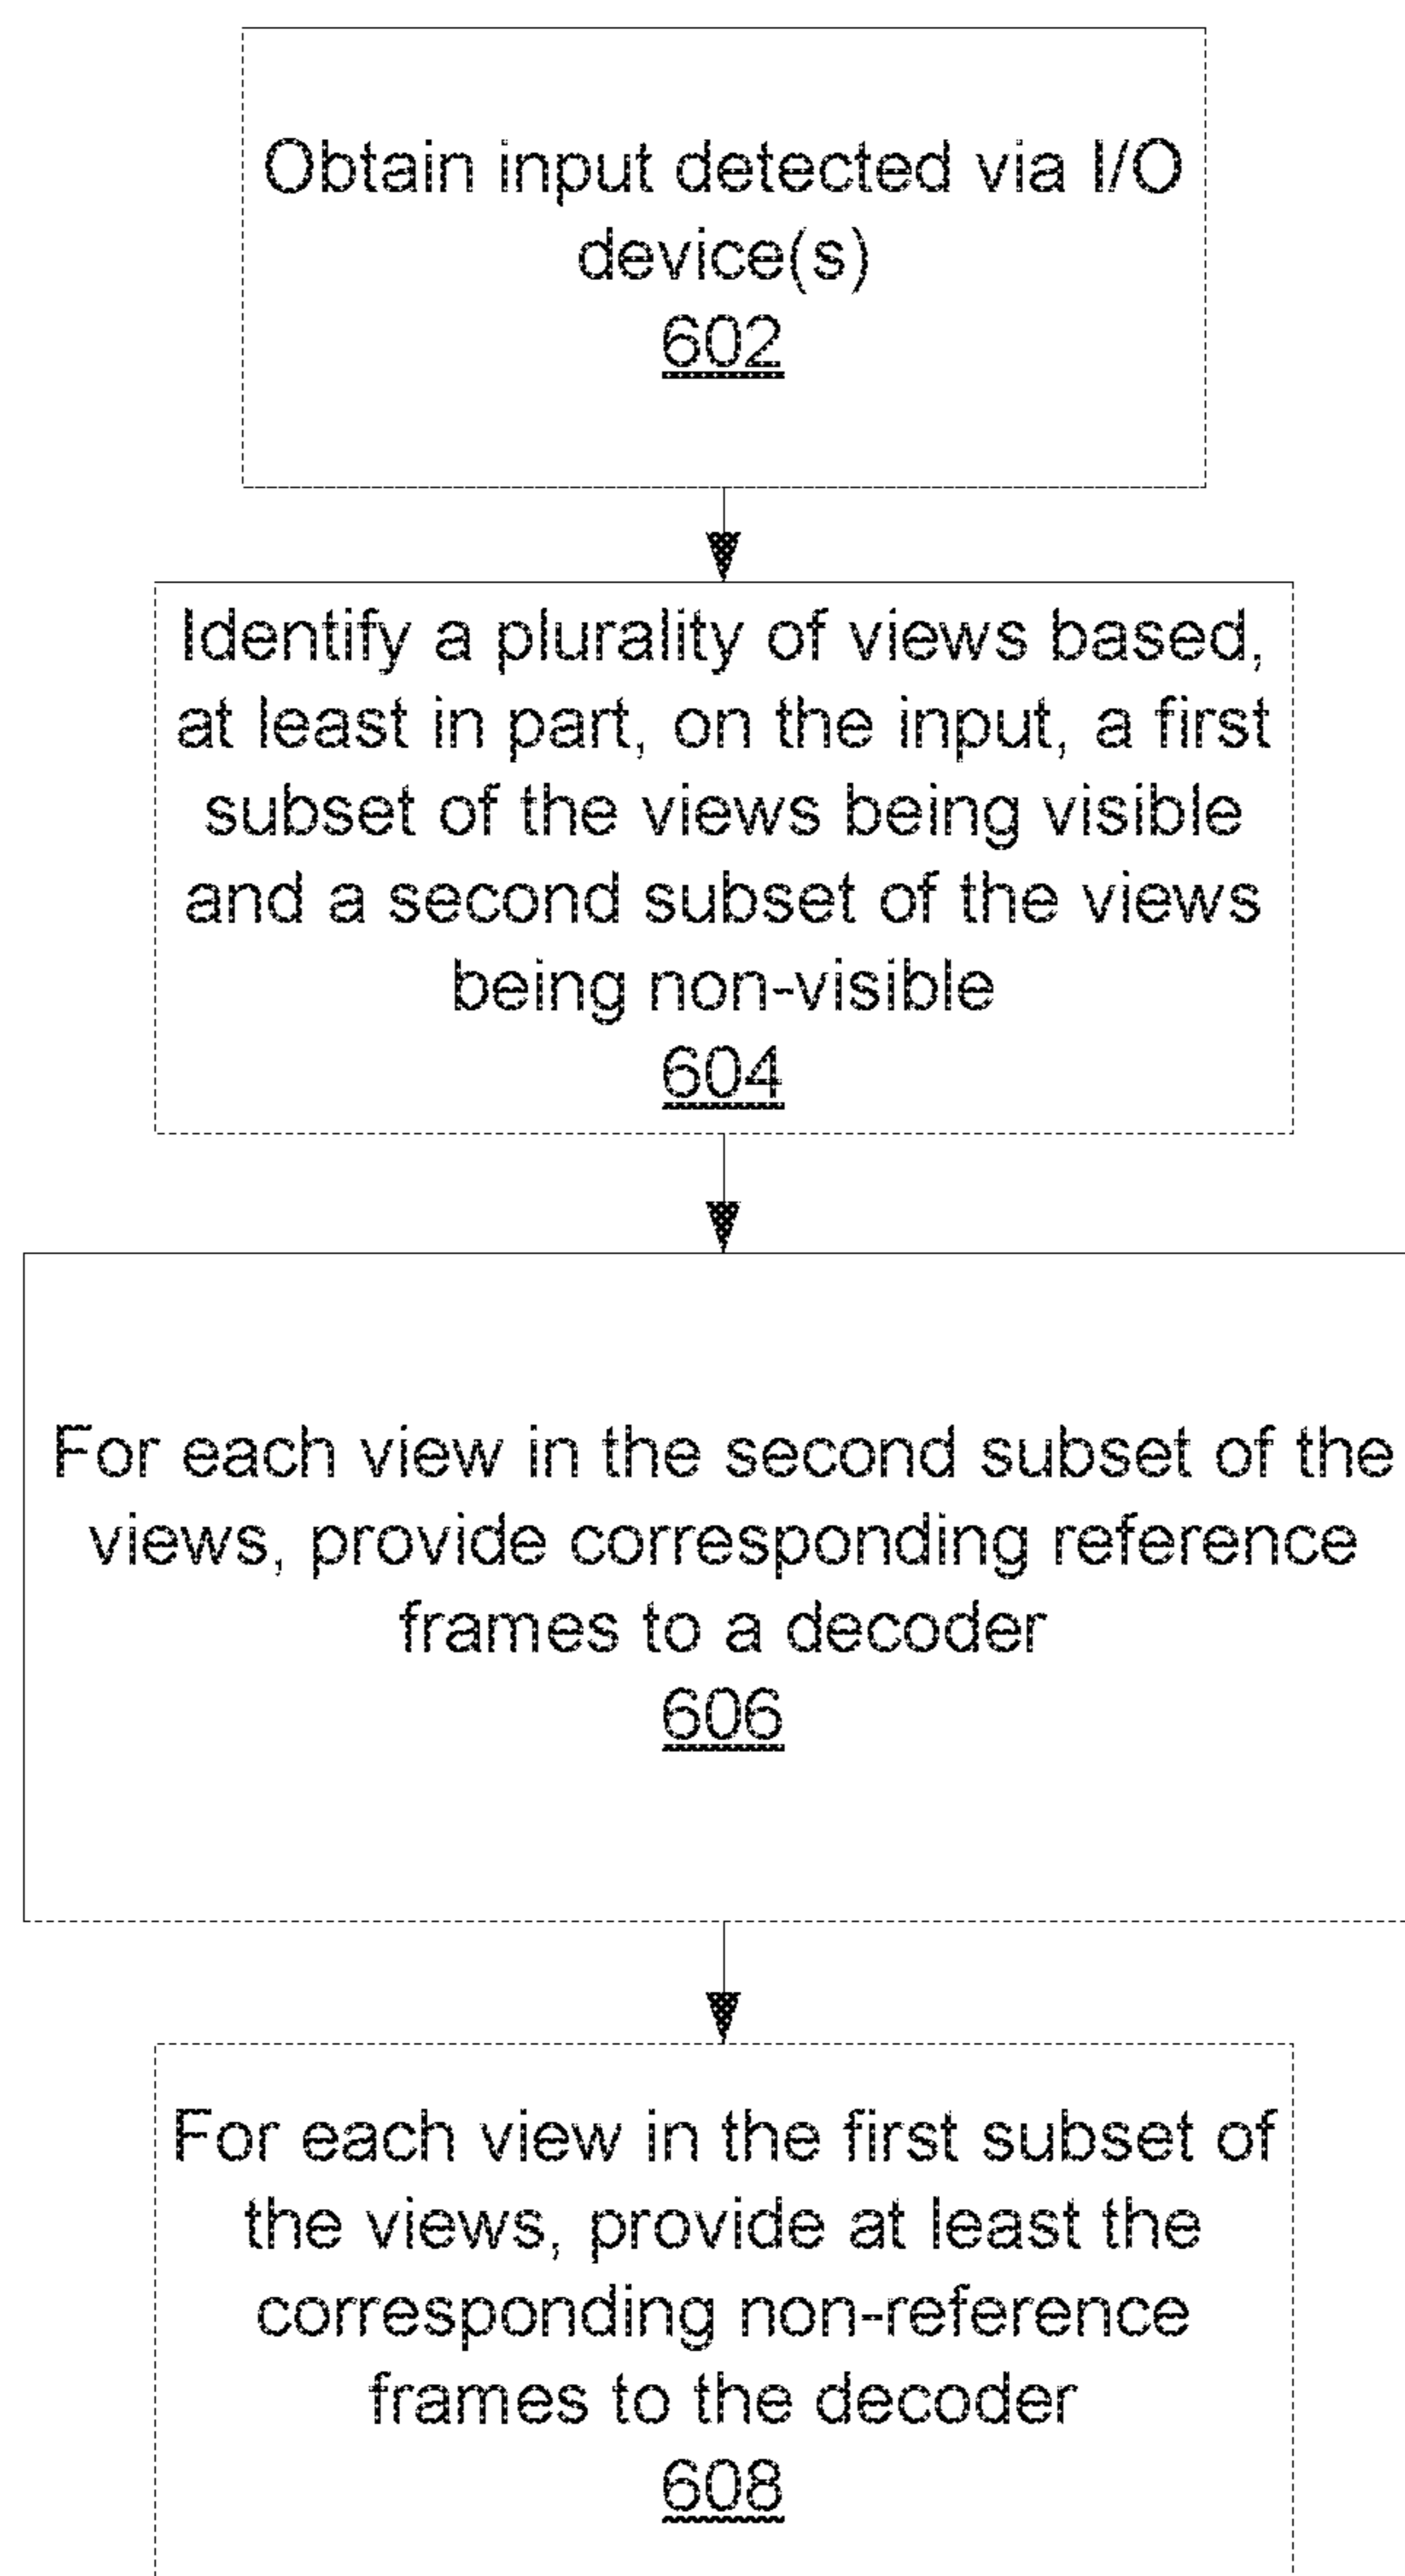 Obtain input detected via I/O
device(s)
602
Identify a plurality of views based,
at least in part, on the input, a first
subset of the views being visible
and a second subset of the views
being non-visible
604
For each view in the second subset of the
views, provide corresponding reference
frames to a decoder
606
For each view in the first subset of
the views, provide at least the
corresponding non-reference
frames to the decoder
608